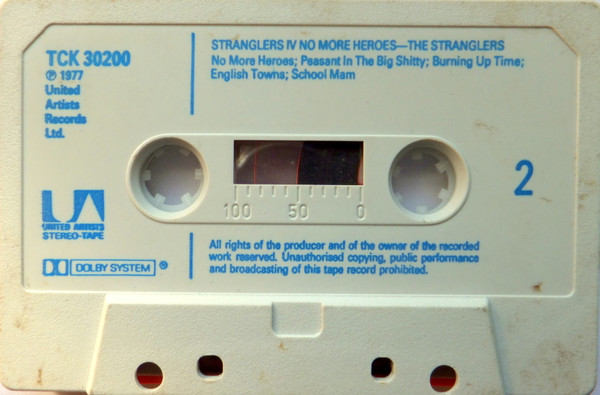 TCK 30200
℗ 1977
United
Artists
Records
Ltd.
STRANGLERS IV NO MORE HEROES—THE STRANGLERS
No More Heroes; Peasant In The Big Shitty; Burning Up Time;
English Towns; School Mam
100 50 0
2
UA
UNITED ARTISTS
STEREO-TAPE
DOLBY SYSTEM ®
All rights of the producer and of the owner of the recorded
work reserved. Unauthorised copying, public performance
and broadcasting of this tape record prohibited.